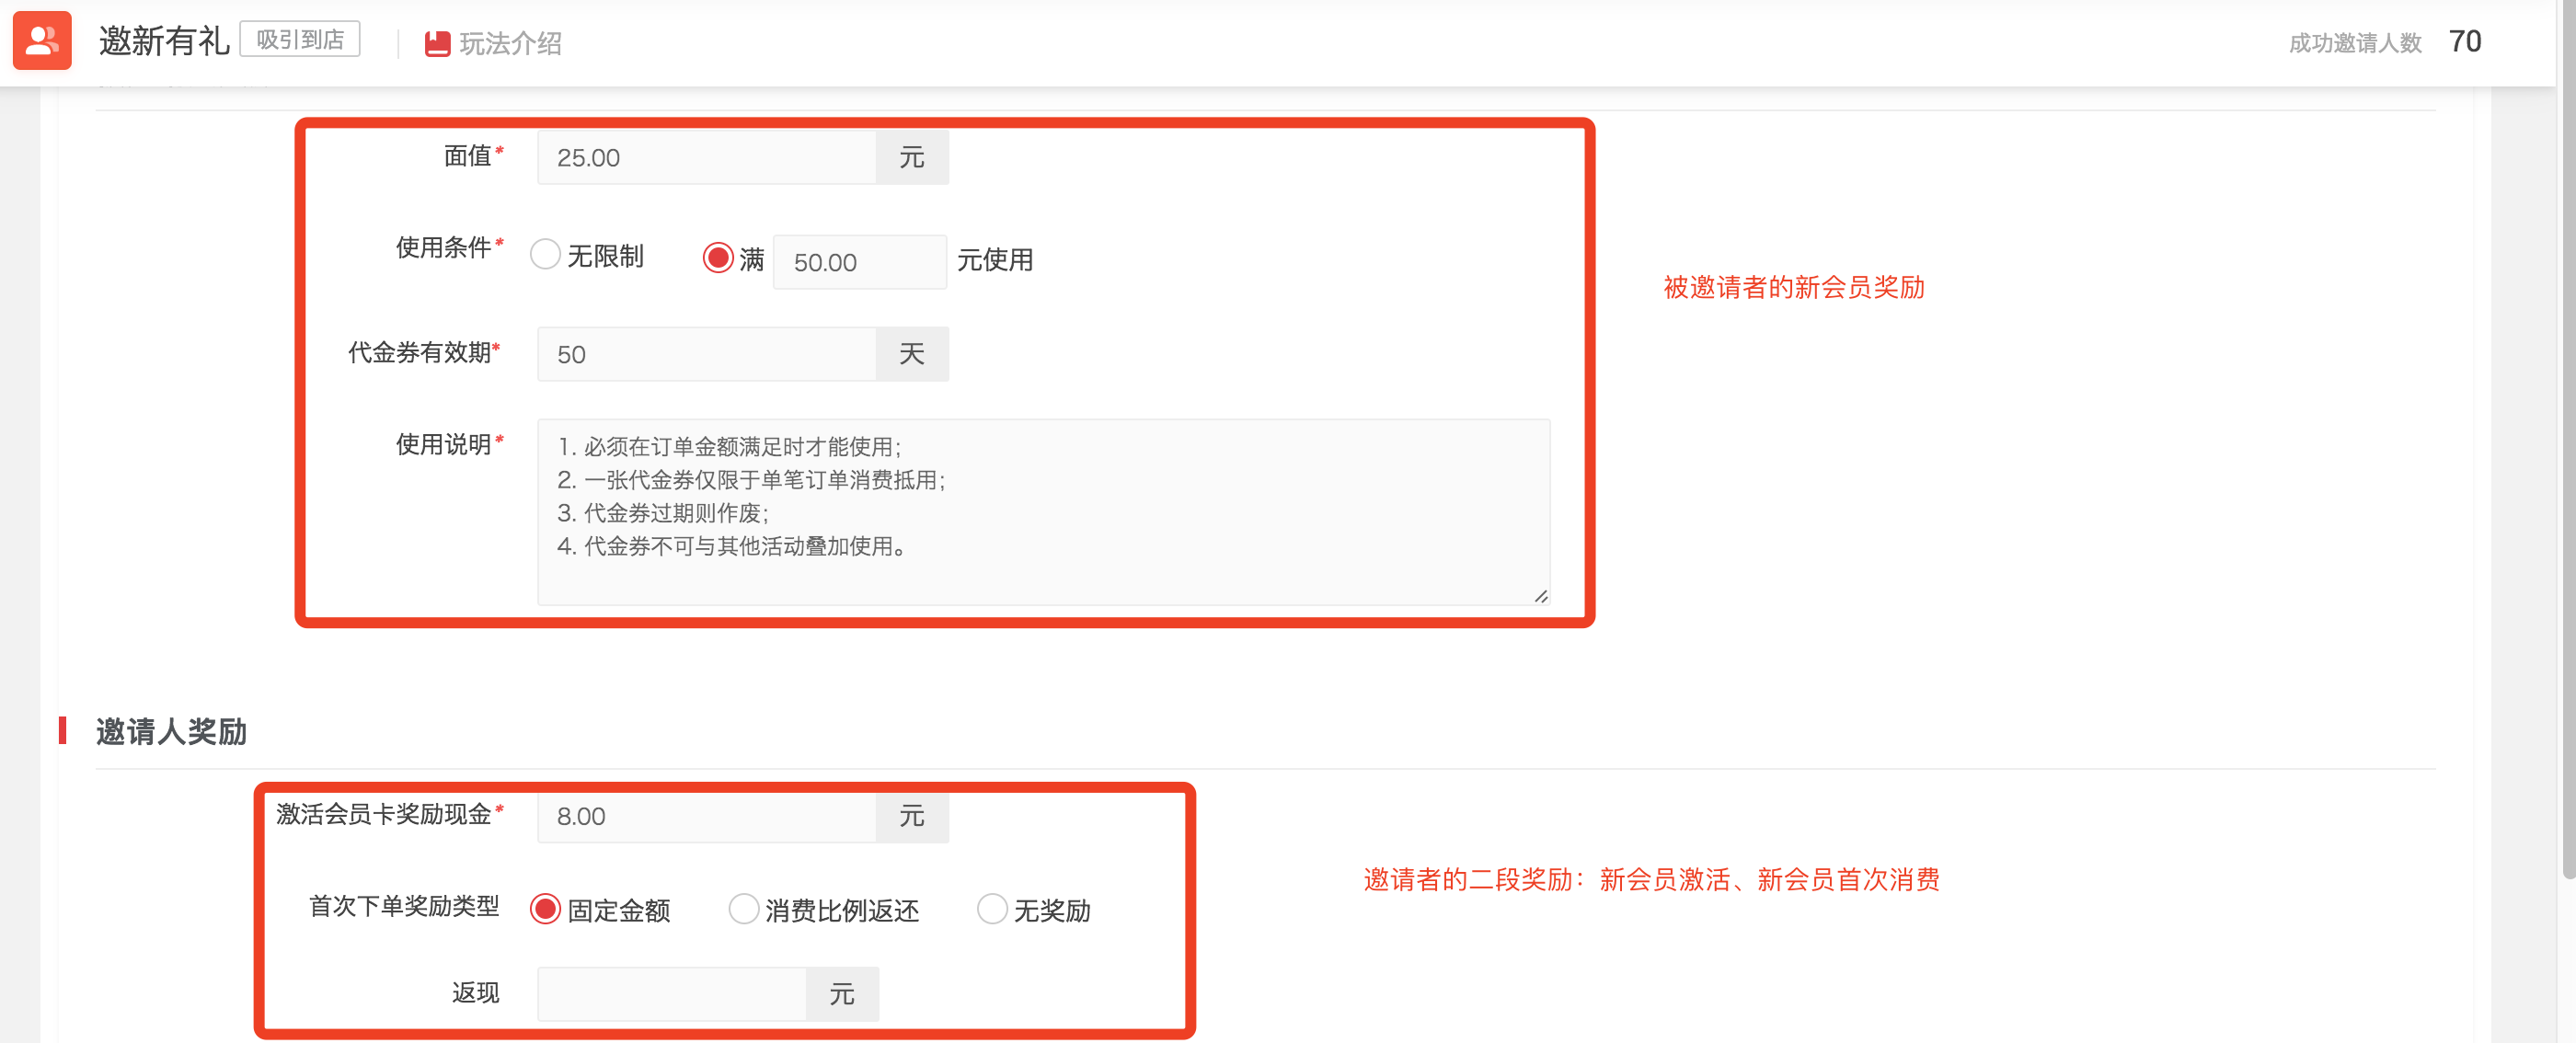 邀新有礼 吸引到店 玩法介绍 成功邀请人数 70
面值* 25.00 元
使用条件* 无限制 满 50.00 元使用
被邀请者的新会员奖励
代金券有效期* 50 天
使用说明* 1. 必须在订单金额满足时才能使用;
2. 一张代金券仅限于单笔订单消费抵用;
3. 代金券过期则作废;
4. 代金券不可与其他活动叠加使用。
邀请人奖励
激活会员卡奖励现金* 8.00 元
邀请者的二段奖励：新会员激活、新会员首次消费
首次下单奖励类型 固定金额 消费比例返还 无奖励
返现 元